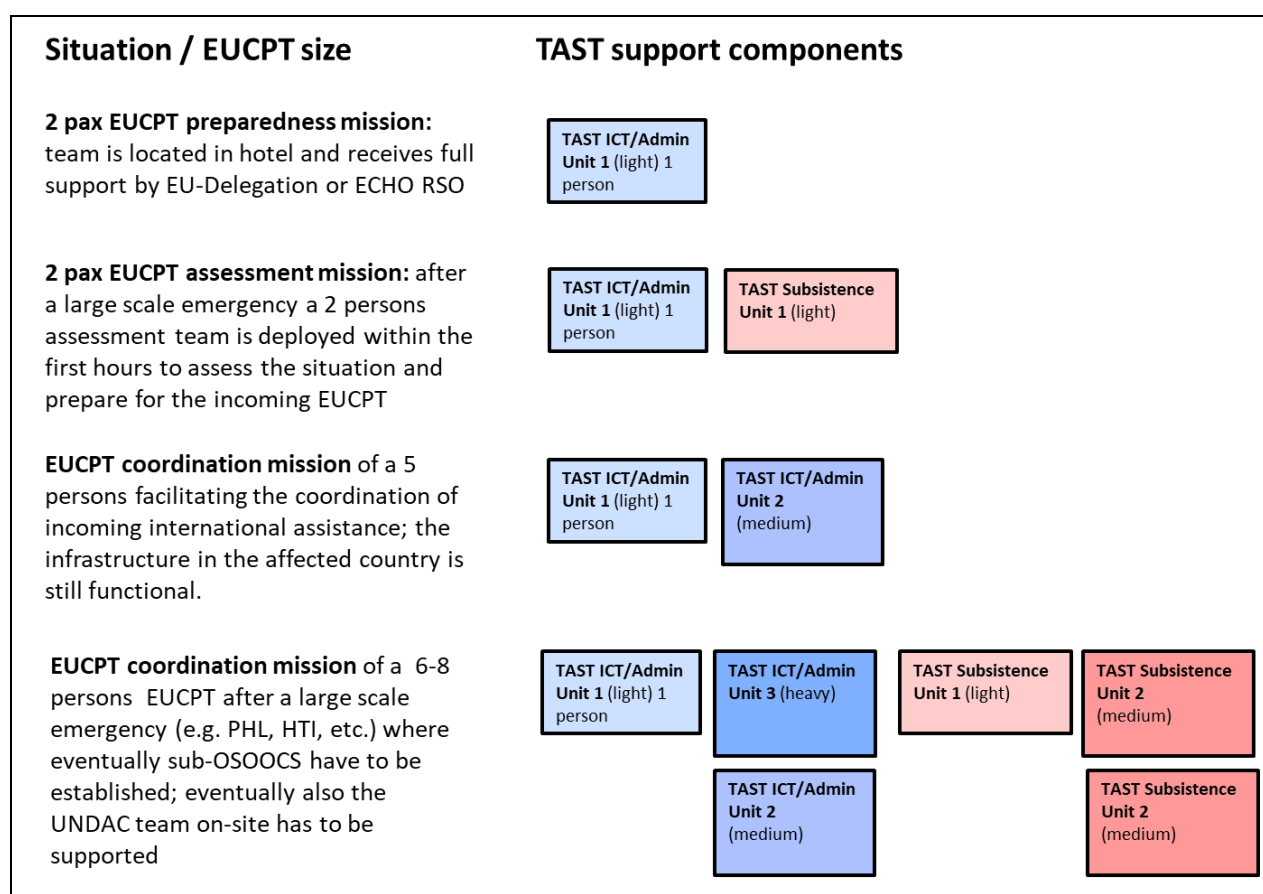 Situation / EUCPT size
TAST support components
2 pax EUCPT preparedness mission:
team is located in hotel and receives full
support by EU-Delegation or ECHO RSO
TAST ICT/Admin
Unit 1 (light) 1
person
2 pax EUCPT assessment mission: after
a large scale emergency a 2 persons
assessment team is deployed within the
first hours to assess the situation and
prepare for the incoming EUCPT
TAST ICT/Admin
Unit 1 (light) 1
person
TAST Subsistence
Unit 1 (light)
EUCPT coordination mission of a 5
persons facilitating the coordination of
incoming international assistance; the
infrastructure in the affected country is
still functional.
TAST ICT/Admin
Unit 1 (light) 1
person
TAST ICT/Admin
Unit 2
(medium)
EUCPT coordination mission of a 6-8
persons EUCPT after a large scale
emergency (e.g. PHL, HTI, etc.) where
eventually sub-OSOOCS have to be
established; eventually also the
UNDAC team on-site has to be
supported
TAST ICT/Admin
Unit 1 (light) 1
person
TAST ICT/Admin
Unit 3 (heavy)
TAST Subsistence
Unit 1 (light)
TAST Subsistence
Unit 2
(medium)
TAST ICT/Admin
Unit 2
(medium)
TAST Subsistence
Unit 2
(medium)